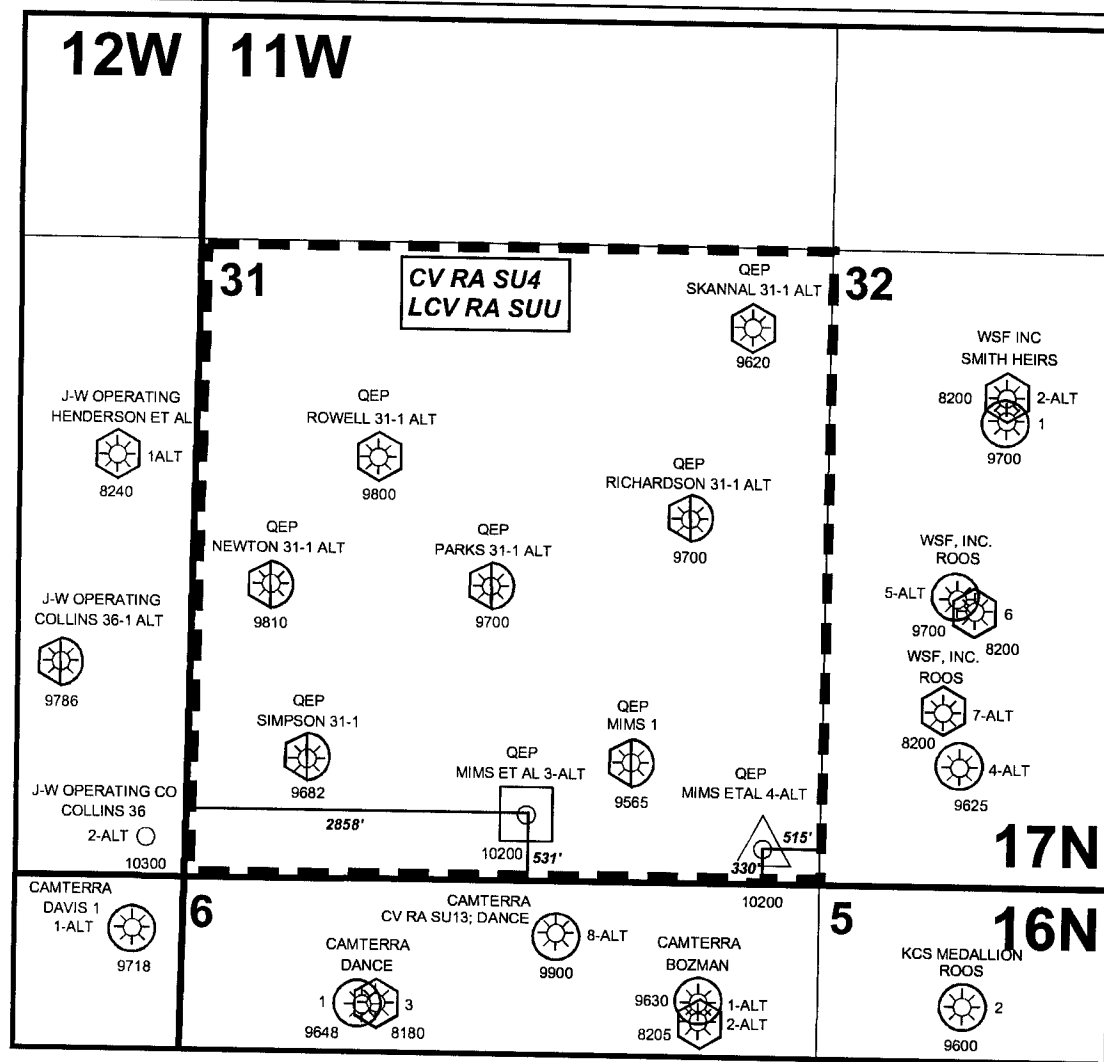 12W
11W
31
CV RA SU4
LCV RA SUU
QEP
SKANNAL 31-1 ALT
9620
32
WSF INC
SMITH HEIRS
8200
2-ALT
1
9700
J-W OPERATING
HENDERSON ET AL
1ALT
8240
QEP
ROWELL 31-1 ALT
9800
QEP
RICHARDSON 31-1 ALT
9700
QEP
NEWTON 31-1 ALT
9810
QEP
PARKS 31-1 ALT
9700
WSF, INC.
ROOS
5-ALT
6
9700
8200
J-W OPERATING
COLLINS 36-1 ALT
9786
WSF, INC.
ROOS
7-ALT
8200
4-ALT
9625
QEP
SIMPSON 31-1
9682
QEP
MIMS ET AL 3-ALT
10200
2858'
531'
QEP
MIMS 1
9565
QEP
MIMS ETAL 4-ALT
515'
330'
10200
J-W OPERATING CO
COLLINS 36
2-ALT
10300
17N
CAMTERRA
DAVIS 1
1-ALT
9718
6
CAMTERRA
CV RA SU13; DANCE
8-ALT
9900
CAMTERRA
DANCE
1
3
9648
8180
CAMTERRA
BOZMAN
9630
1-ALT
8205
2-ALT
5
16N
KCS MEDALLION
ROOS
2
9600